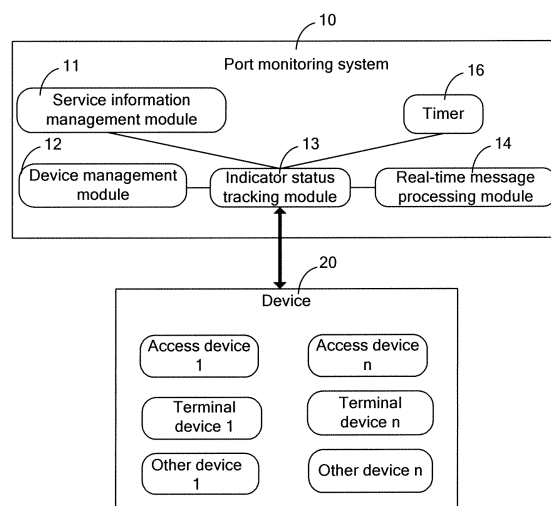 10
Port monitoring system
11
Service information
management module
16
Timer
12
Device management
module
13
Indicator status
tracking module
14
Real-time message
processing module
20
Device
Access device
1
Access device
n
Terminal
device 1
Terminal
device n
Other device
1
Other device n